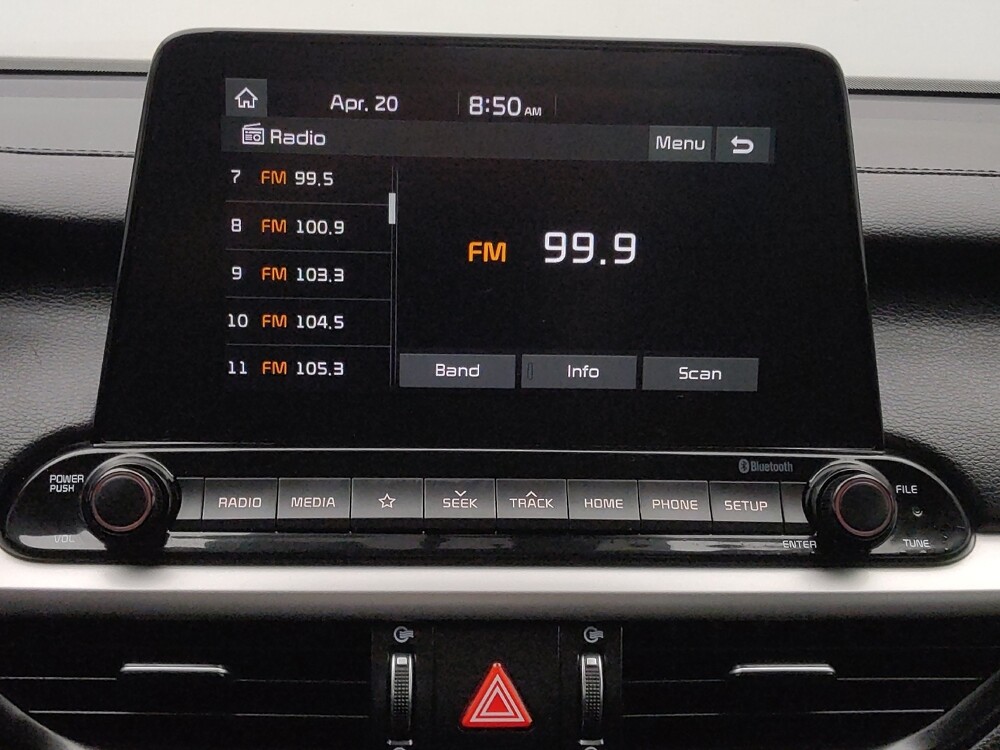 Apr. 20 8:50 AM
Radio Menu
7 FM 99.5
8 FM 100.9
9 FM 103.3
10 FM 104.5
11 FM 105.3
FM 99.9
Band Info Scan
Bluetooth
POWER
PUSH
VOL
RADIO MEDIA SEEK TRACK HOME PHONE SETUP
FILE
ENTER
TUNE